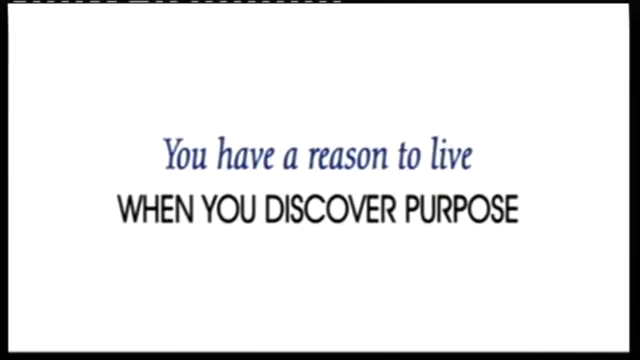 You have a reason to live
WHEN YOU DISCOVER PURPOSE